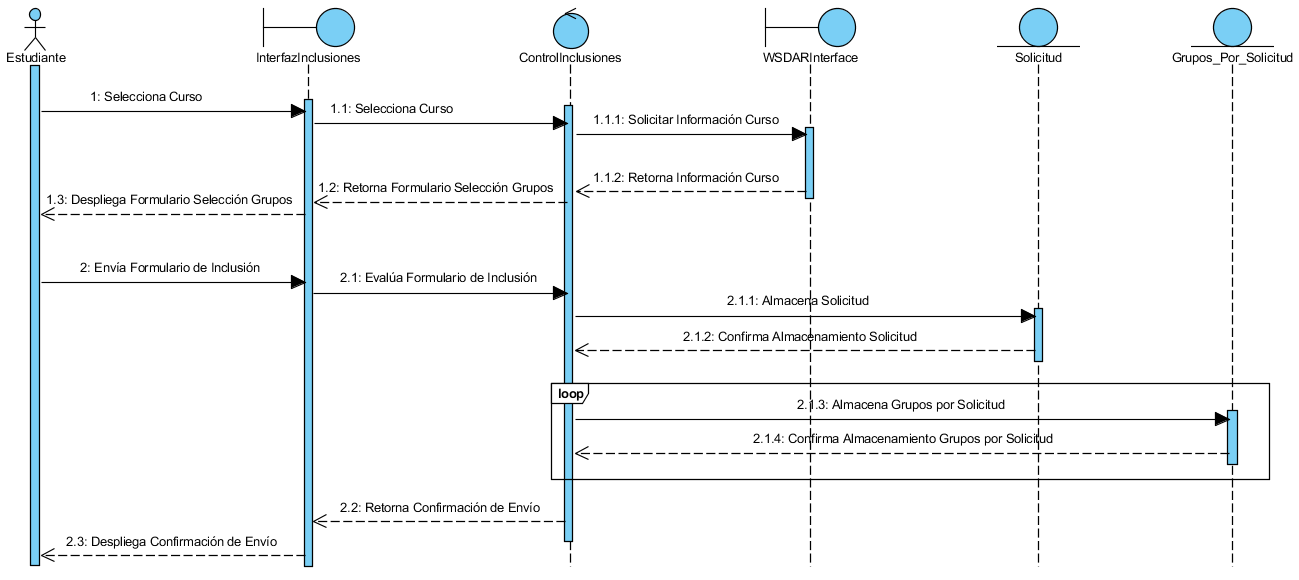 Estudiante
InterfazInclusiones
ControlInclusiones
WSDARInterface
Solicitud
Grupos_Por_Solicitud
1: Selecciona Curso
1.1: Selecciona Curso
1.1.1: Solicitar Información Curso
1.1.2: Retorna Información Curso
1.2: Retorna Formulario Selección Grupos
1.3: Despliega Formulario Selección Grupos
2: Envía Formulario de Inclusión
2.1: Evalúa Formulario de Inclusión
2.1.1: Almacena Solicitud
2.1.2: Confirma Almacenamiento Solicitud
loop
2.1.3: Almacena Grupos por Solicitud
2.1.4: Confirma Almacenamiento Grupos por Solicitud
2.2: Retorna Confirmación de Envío
2.3: Despliega Confirmación de Envío